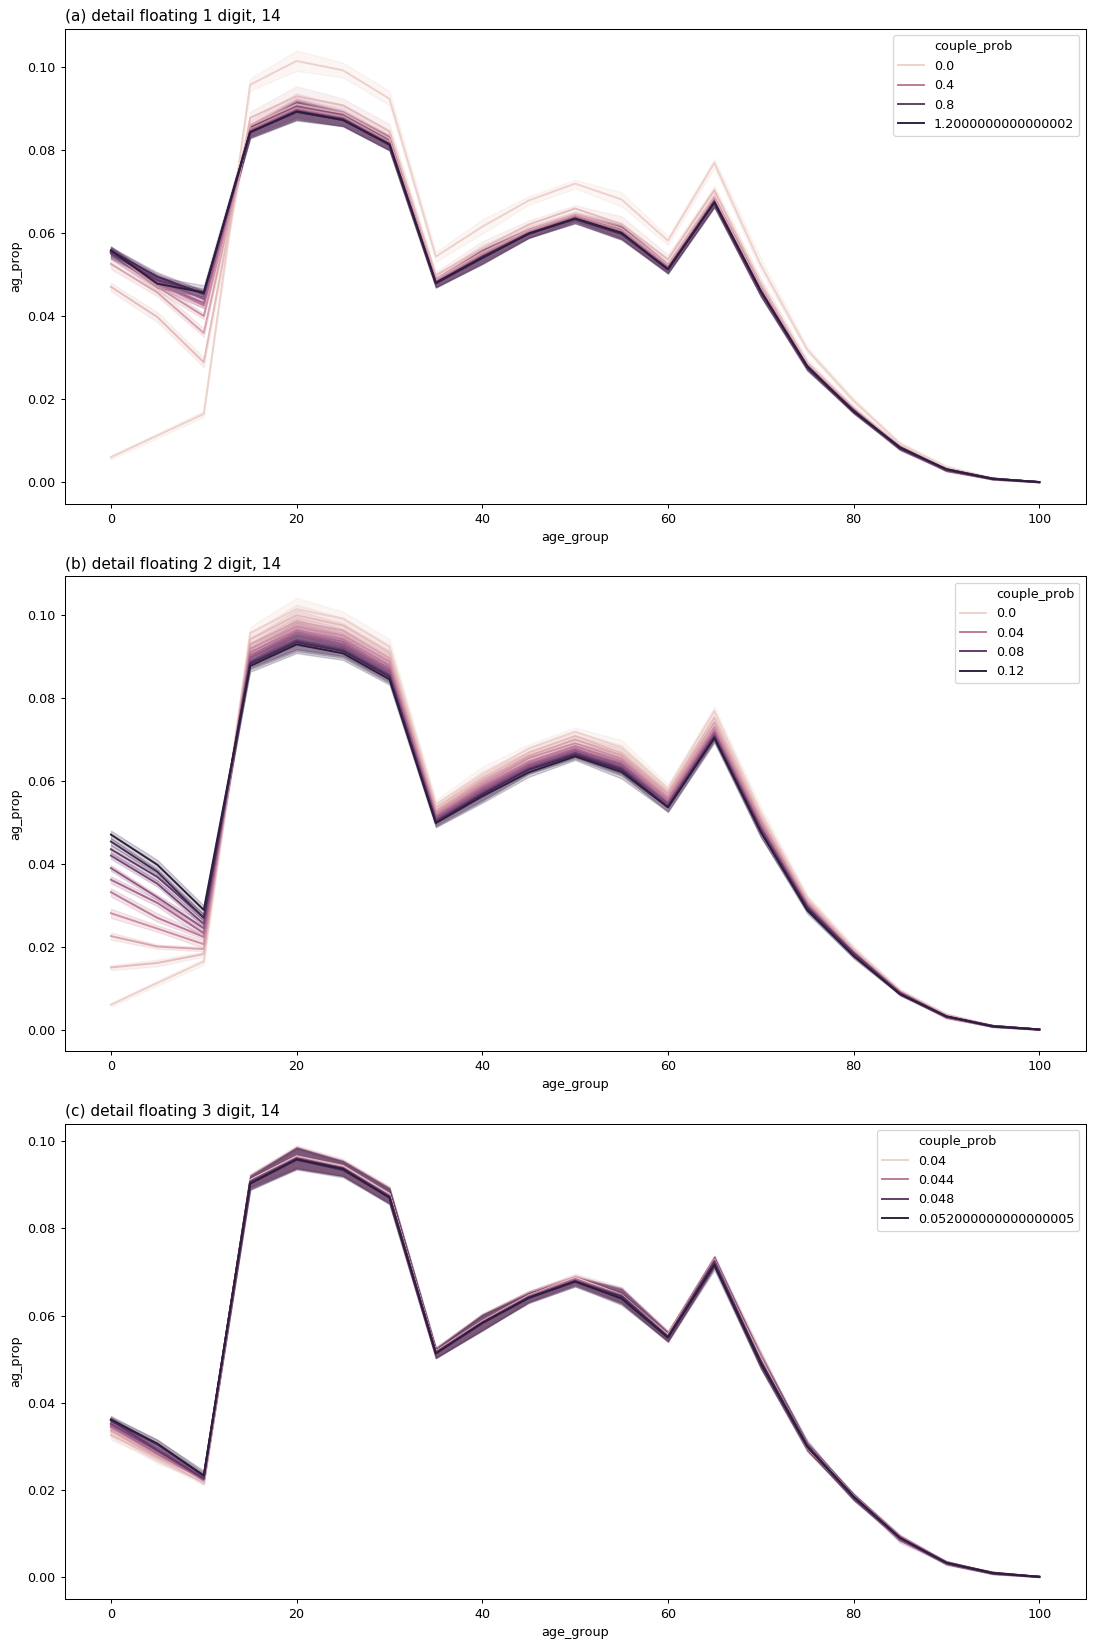 (a) detail floating 1 digit, 14
couple_prob
0.0
0.4
0.8
1.2000000000000002
0.10
0.08
0.06
0.04
0.02
0.00
ag_prop
0 20 40 60 80 100
age_group
(b) detail floating 2 digit, 14
couple_prob
0.0
0.04
0.08
0.12
0.10
0.08
0.06
0.04
0.02
0.00
ag_prop
0 20 40 60 80 100
age_group
(c) detail floating 3 digit, 14
couple_prob
0.04
0.044
0.048
0.052000000000000005
0.10
0.08
0.06
0.04
0.02
0.00
ag_prop
0 20 40 60 80 100
age_group